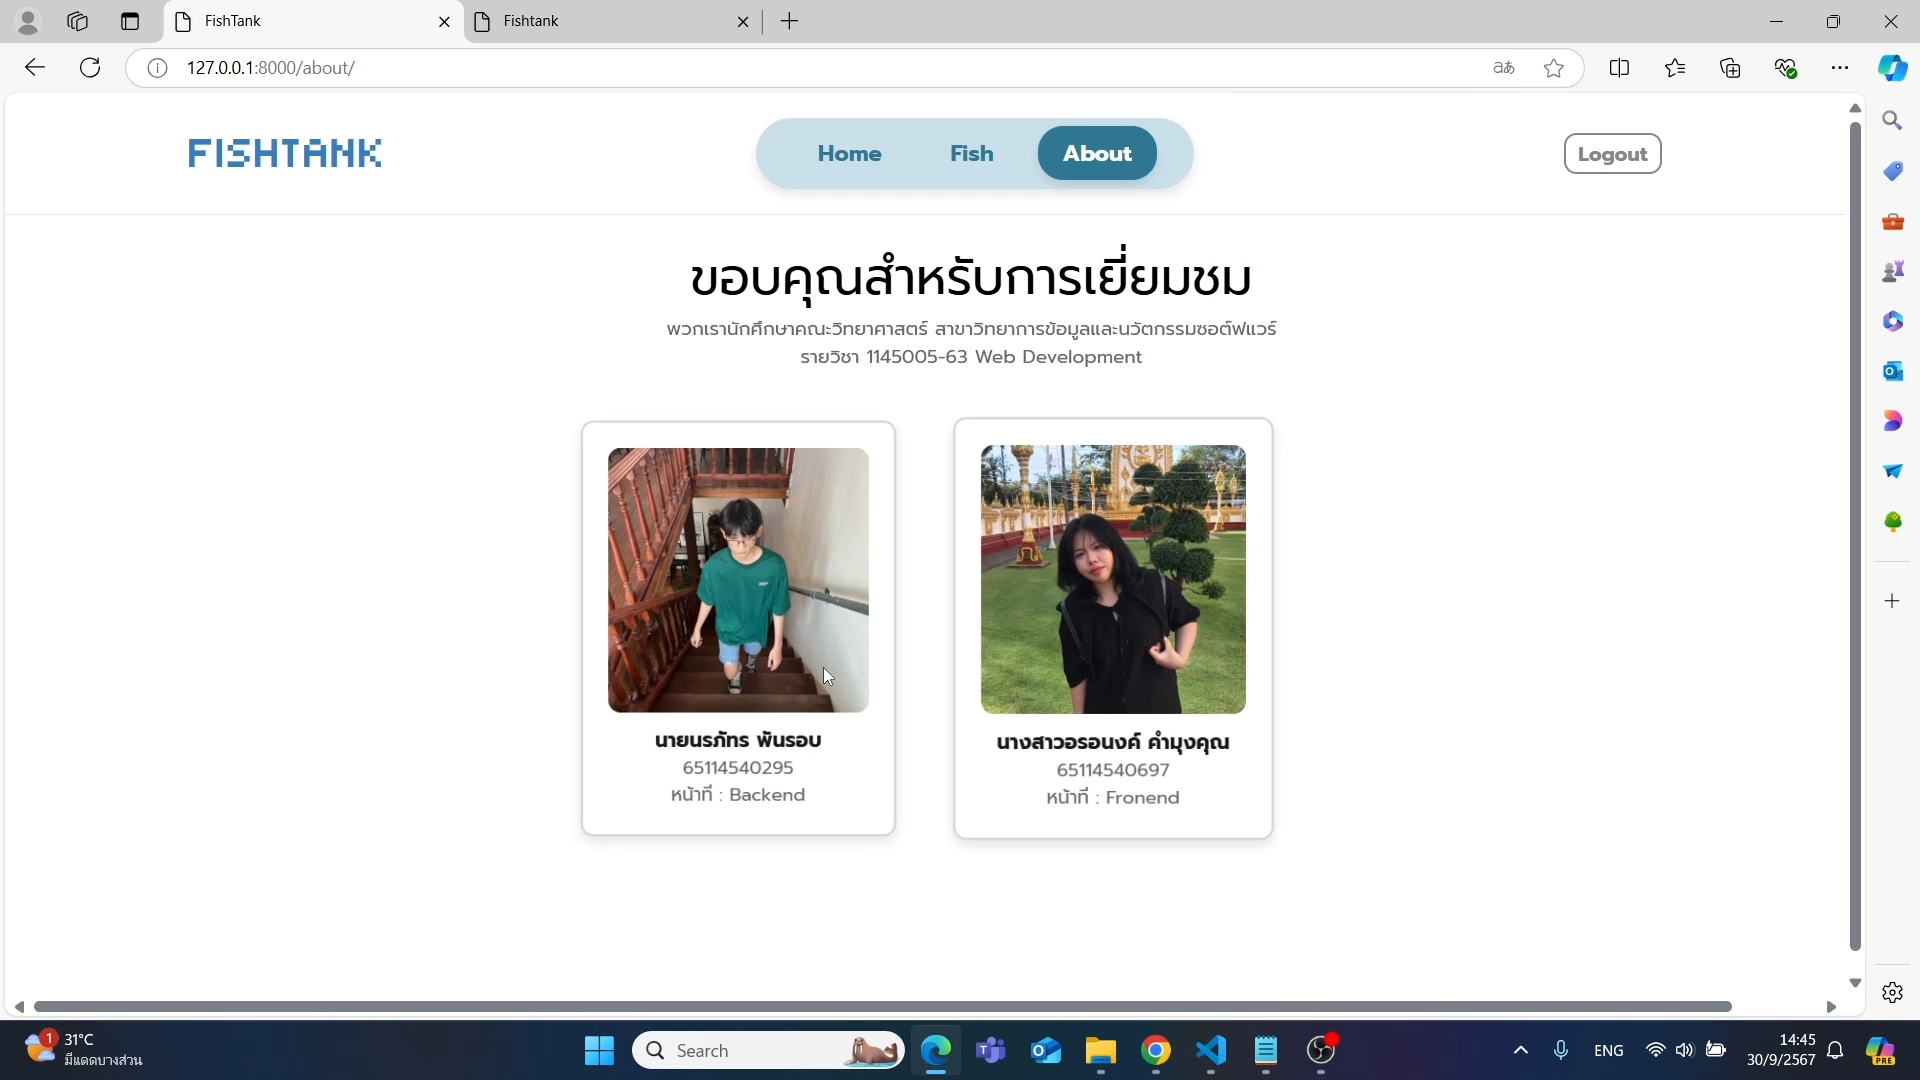 FishTank
Fishtank
127.0.0.1:8000/about/
aあ
FISHTANK
Home
Fish
About
Logout
ขอบคุณสำหรับการเยี่ยมชม
พวกเรานักศึกษาคณะวิทยาศาสตร์ สาขาวิทยาการข้อมูลและนวัตกรรมซอต์ฟแวร์
รายวิชา 1145005-63 Web Development
นายนรภัทร พันรอบ
65114540295
หน้าที่ : Backend
นางสาวอรอนงค์ คำมุงคุณ
65114540697
หน้าที่ : Fronend
1
31°C
มีแดดบางส่วน
Search
ENG
14:45
30/9/2567
PRE